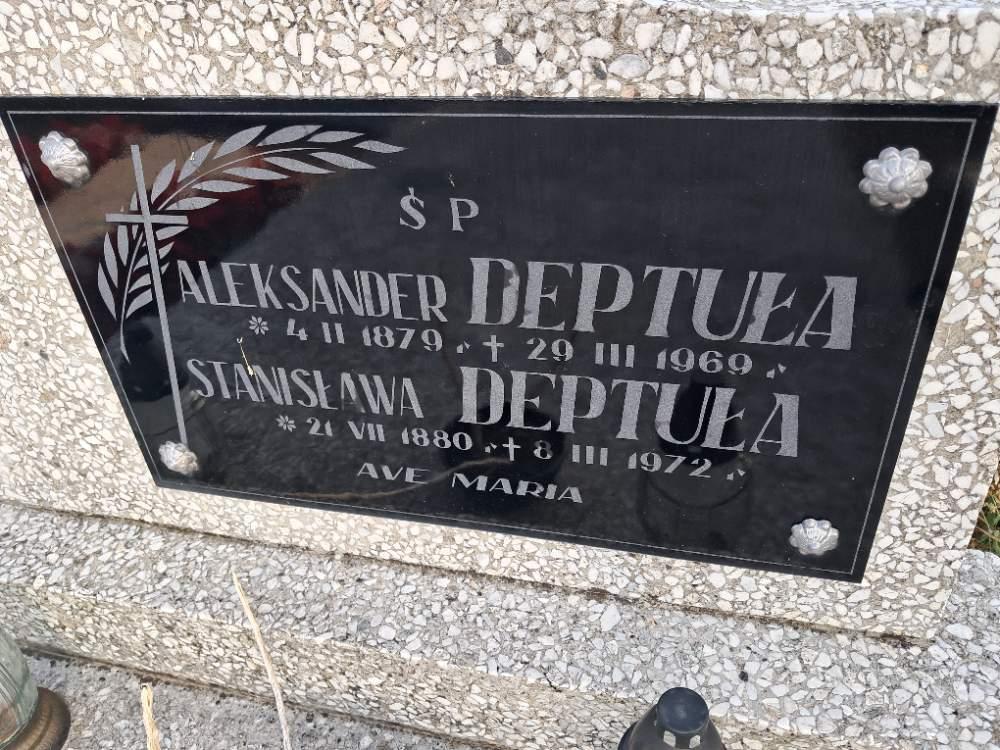 Ś P
ALEKSANDER DEPTUŁA
* 4 II 1879 r. † 29 III 1969 r.
STANISŁAWA DEPTUŁA
* 21 VII 1880 r. † 8 III 1972 r.
AVE MARIA